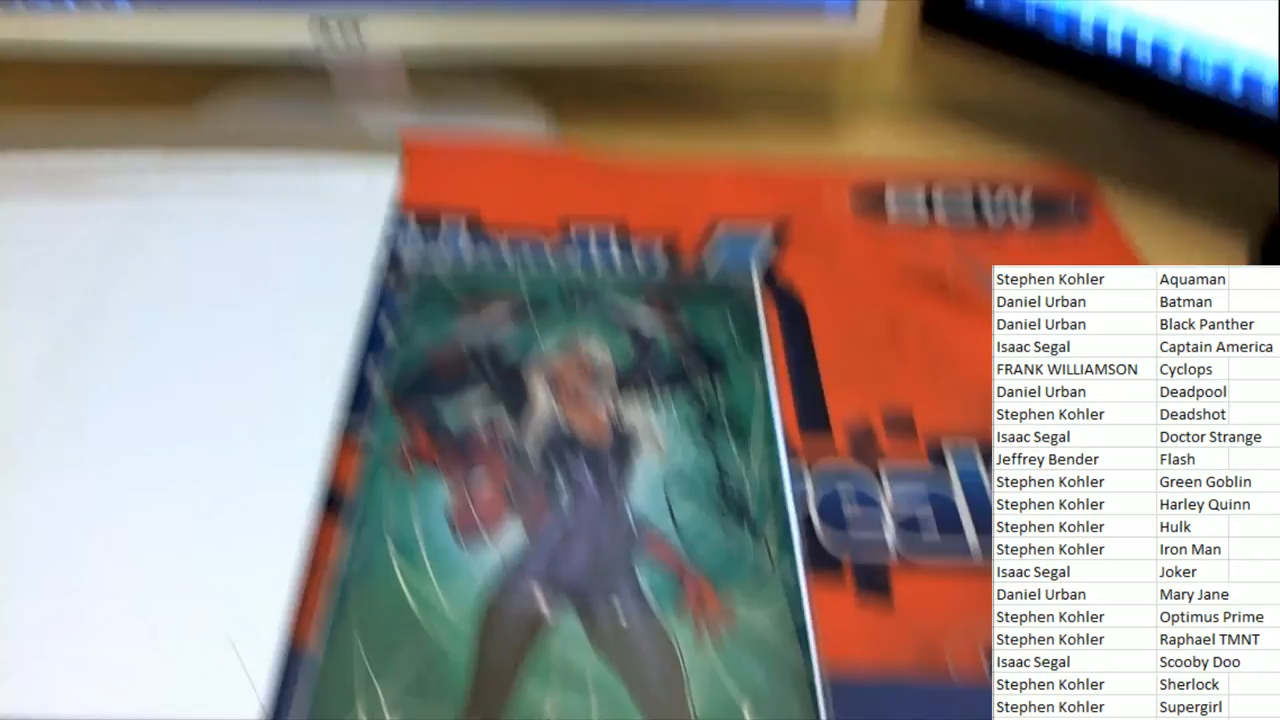 Stephen Kohler Aquaman
Daniel Urban Batman
Daniel Urban Black Panther
Isaac Segal Captain America
FRANK WILLIAMSON Cyclops
Daniel Urban Deadpool
Stephen Kohler Deadshot
Isaac Segal Doctor Strange
Jeffrey Bender Flash
Stephen Kohler Green Goblin
Stephen Kohler Harley Quinn
Stephen Kohler Hulk
Stephen Kohler Iron Man
Isaac Segal Joker
Daniel Urban Mary Jane
Stephen Kohler Optimus Prime
Stephen Kohler Raphael TMNT
Isaac Segal Scooby Doo
Stephen Kohler Sherlock
Stephen Kohler Supergirl